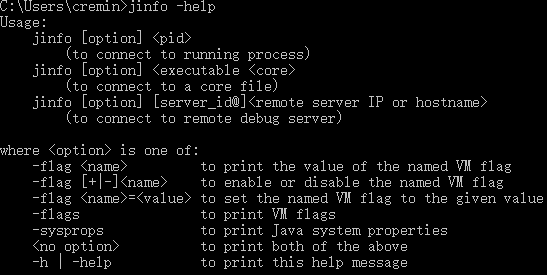 C:\Users\cremin>jinfo -help
Usage:
    jinfo [option] <pid>
        (to connect to running process)
    jinfo [option] <executable <core>
        (to connect to a core file)
    jinfo [option] [server_id@]<remote server IP or hostname>
        (to connect to remote debug server)

where <option> is one of:
    -flag <name>         to print the value of the named VM flag
    -flag [+|-]<name>    to enable or disable the named VM flag
    -flag <name>=<value> to set the named VM flag to the given value
    -flags               to print VM flags
    -sysprops            to print Java system properties
    <no option>          to print both of the above
    -h | -help           to print this help message